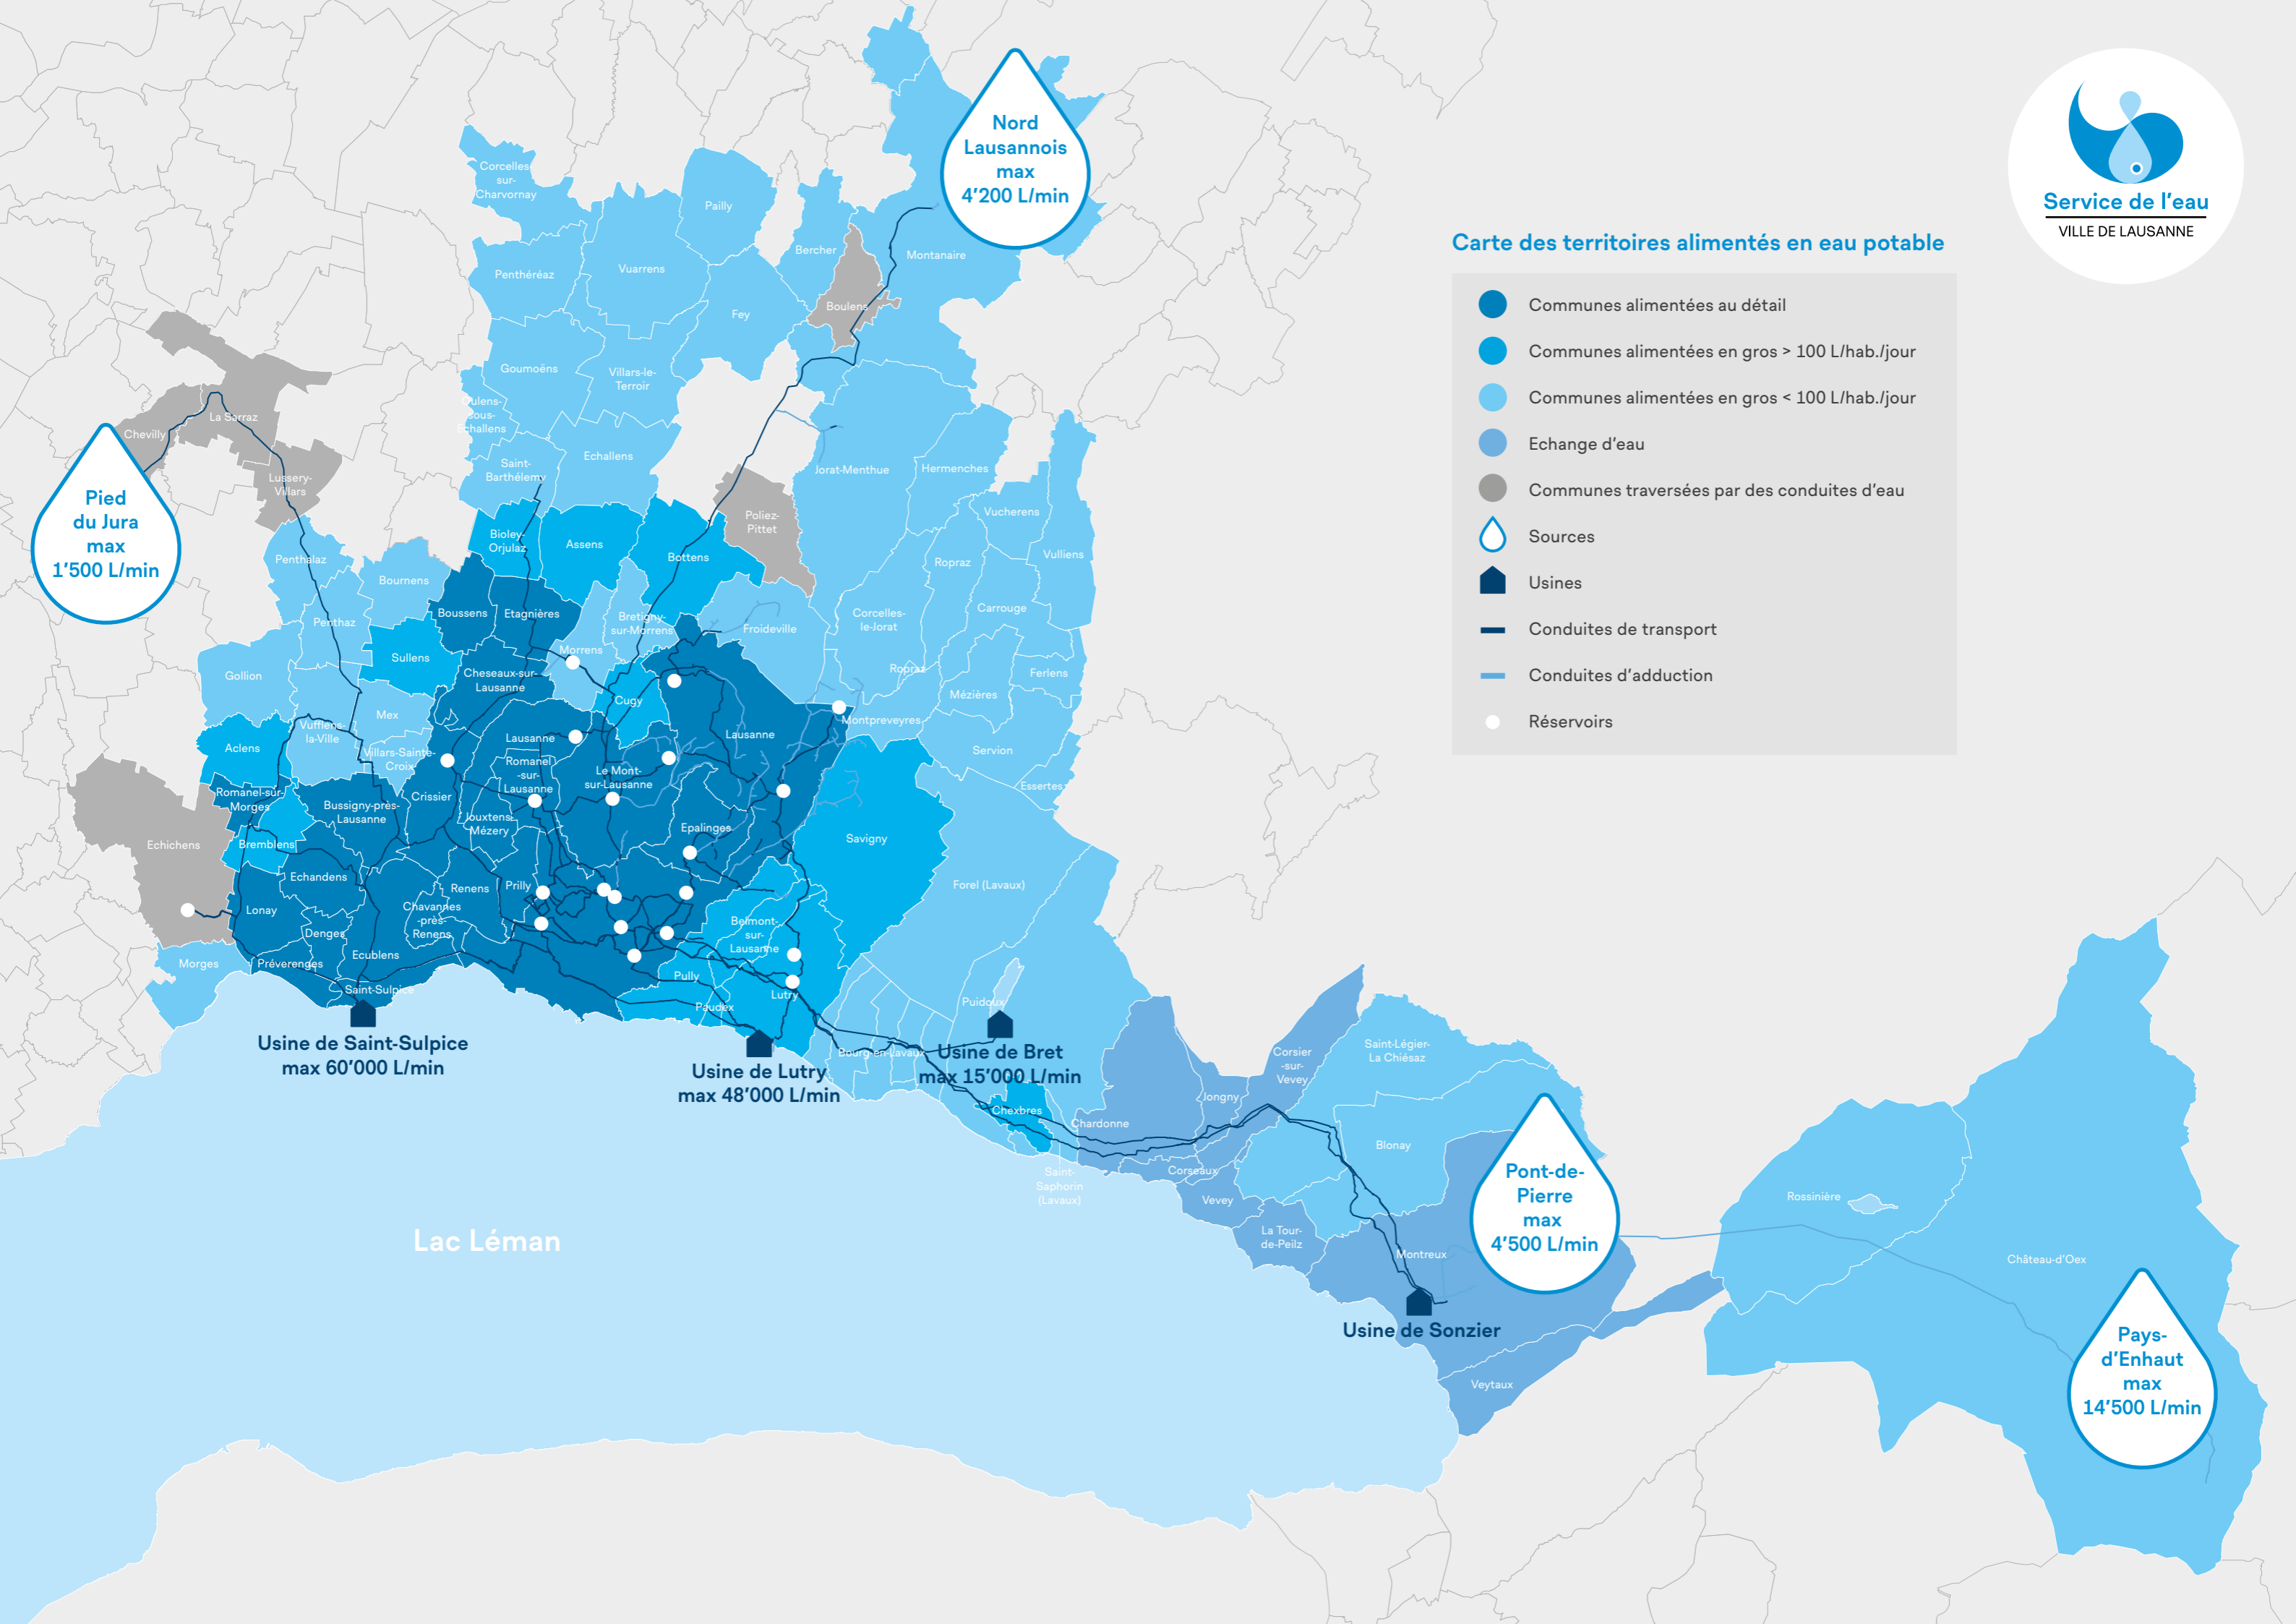 Nord
Lausannois
max
4’200 L/min
Service de l’eau
VILLE DE LAUSANNE
Carte des territoires alimentés en eau potable
Communes alimentées au détail
Communes alimentées en gros > 100 L/hab./jour
Communes alimentées en gros < 100 L/hab./jour
Echange d’eau
Communes traversées par des conduites d’eau
Sources
Usines
Conduites de transport
Conduites d’adduction
Réservoirs
Corcelles-
sur-
Charvornay
Pailly
Bercher
Montanaire
Penthéréaz
Vuarrens
Boulens
Fey
Goumoëns
Villars-le-
Terroir
sous-
Echallens
La Sarraz
Chevilly
Lussery-
Villars
Saint-
Barthélemy
Echallens
Jorat-Menthue
Hermenches
Pied
du Jura
max
1’500 L/min
Poliez-
Pittet
Vucherens
Bioley-
Orjulaz
Assens
Bottens
Vulliens
Penthalaz
Bournens
Ropraz
Boussens
Etagnières
Bretigny-
sur-Morrens
Froideville
Corcelles-
le-Jorat
Carrouge
Penthaz
Sullens
Morrens
Ropraz
Ferlens
Gollion
Cheseaux-sur-
Lausanne
Cugy
Mézières
Mex
Montpreveyres
Vufflens-
la-Ville
Lausanne
Lausanne
Aclens
Villars-Sainte-
Croix
Servion
Romanel
-sur-
Lausanne
Le Mont-
sur-Lausanne
Essertes
Romanel-sur-
Morges
Bussigny-près-
Lausanne
Crissier
Jouxtens-
Mézery
Epalinges
Savigny
Echichens
Bremblens
Echandens
Renens
Prilly
Forel (Lavaux)
Lonay
Chavannes
-près-
Renens
Denges
Belmont-
sur-
Lausanne
Ecublens
Morges
Préverenges
Saint-Sulpice
Pully
Lutry
Paudex
Puidoux
Usine de Saint-Sulpice
max 60’000 L/min
Usine de Lutry
max 48’000 L/min
Bourg-en-Lavaux
Usine de Bret
max 15’000 L/min
Corsier
-sur-
Vevey
Saint-Légier-
La Chiésaz
Jongny
Chexbres
Chardonne
Blonay
Saint-
Saphorin
(Lavaux)
Corseaux
Vevey
La Tour-
de-Peilz
Montreux
Pont-de-
Pierre
max
4’500 L/min
Rossinière
Château-d’Oex
Lac Léman
Usine de Sonzier
Veytaux
Pays-
d’Enhaut
max
14’500 L/min